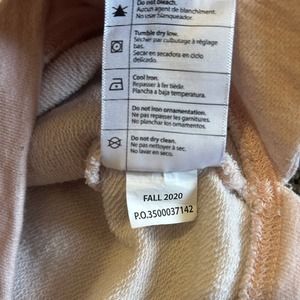 Do not bleach.
Aucun agent de blanchiment.
No usar blanqueador.
Tumble dry low.
Sécher par culbutage à réglage
bas.
Secar en secadora en ciclo
delicado.
Cool Iron.
Repasser à fer tiède.
Plancha a baja temperatura.
Do not iron ornamentation.
Ne pas repasser les garnitures.
No planchar los ornamentos.
Do not dry clean.
Ne pas nettoyer à sec.
No lavar en seco.
FALL 2020
P.O.3500037142